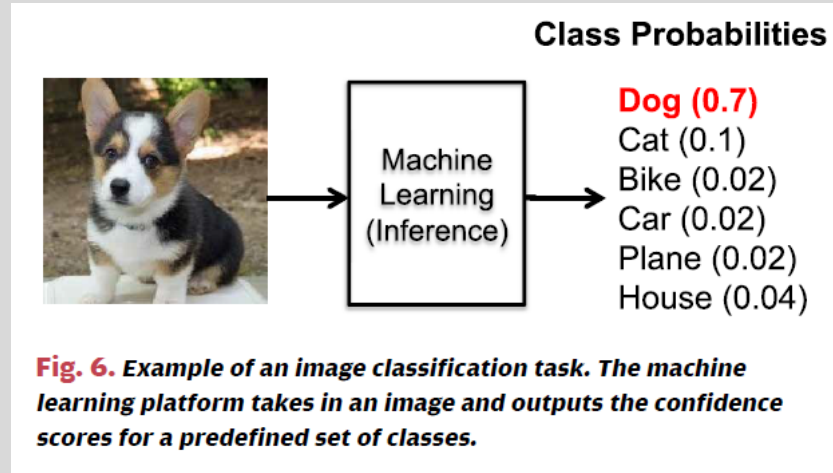 Class Probabilities
Dog (0.7)
Cat (0.1)
Bike (0.02)
Car (0.02)
Plane (0.02)
House (0.04)
Machine
Learning
(Inference)
Fig. 6. Example of an image classification task. The machine
learning platform takes in an image and outputs the confidence
scores for a predefined set of classes.